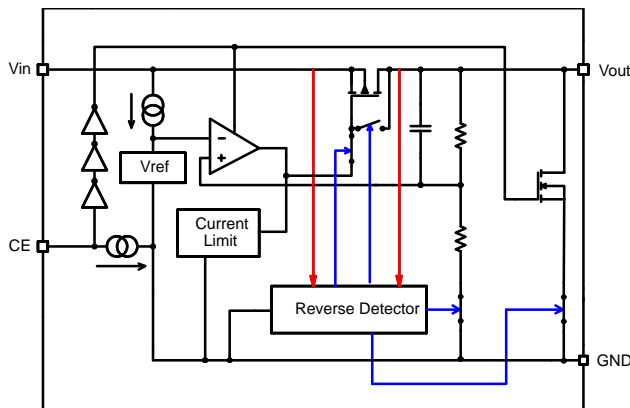 Vin
Vout
−
+
Vref
CE
Current
Limit
Reverse Detector
GND